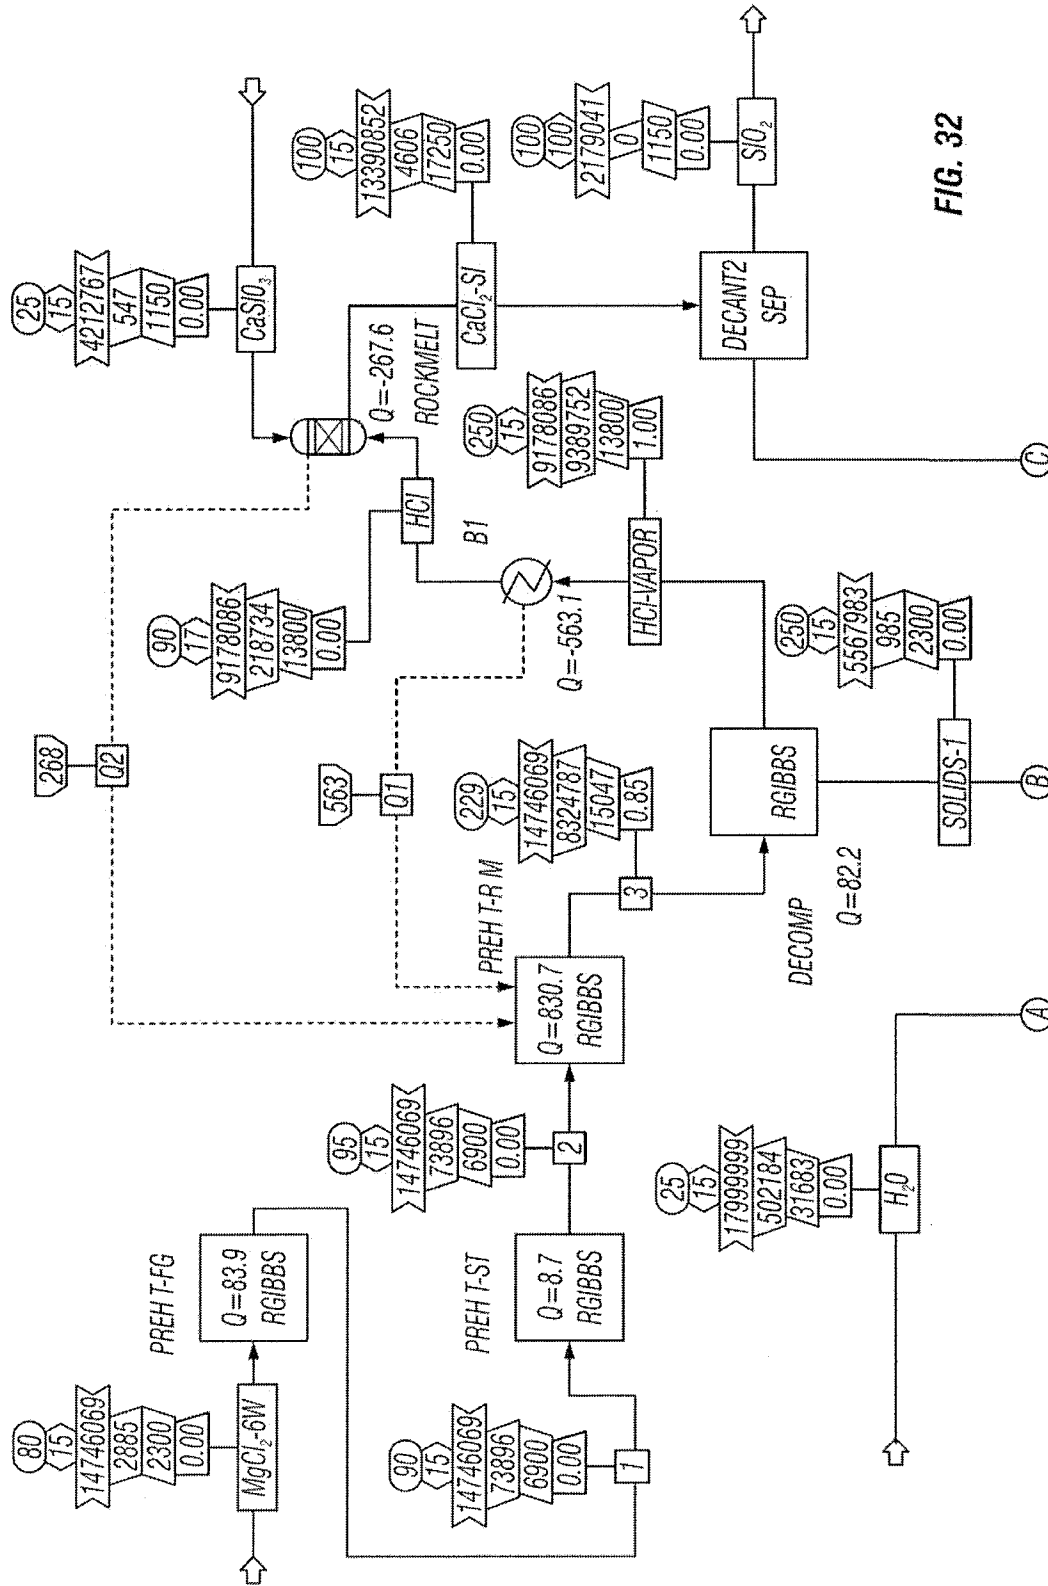 80
15
14746069
2885
2300
0.00
MgCl₂-6W
PREH T-FG
Q=83.9
RGIBBS
90
15
14746069
73896
6900
0.00
1
PREH T-ST
Q=8.7
RGIBBS
95
15
14746069
73896
6900
0.00
2
PREH T-R M
Q=830.7
RGIBBS
268
Q2
563
Q1
229
15
14746069
8324787
15047
0.85
3
DECOMP
Q=82.2
RGIBBS
250
15
5567983
985
2300
0.00
SOLIDS-1
B
250
15
9178086
9389752
13800
1.00
HCl-VAPOR
Q=-563.1
B1
90
17
9178086
218734
13800
0.00
HCl
25
15
4212767
547
1150
0.00
CaSIO₃
Q=-267.6
ROCKMELT
100
15
13390852
4606
17250
0.00
CaCl₂-SI
DECANT2
SEP
C
100
100
2179041
0
1150
0.00
SIO₂
25
15
17999999
502184
31683
0.00
H₂0
A
FIG. 32